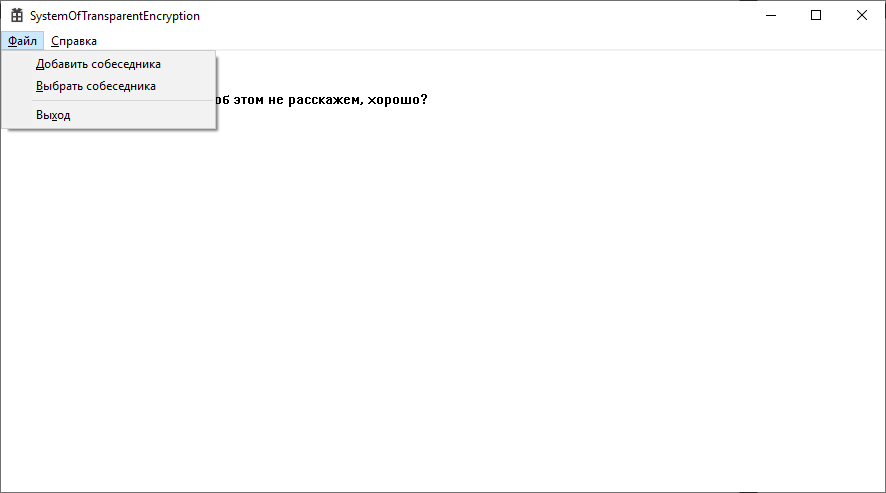 SystemOfTransparentEncryption
Файл Справка
Добавить собеседника
Выбрать собеседника
об этом не расскажем, хорошо?
Выход